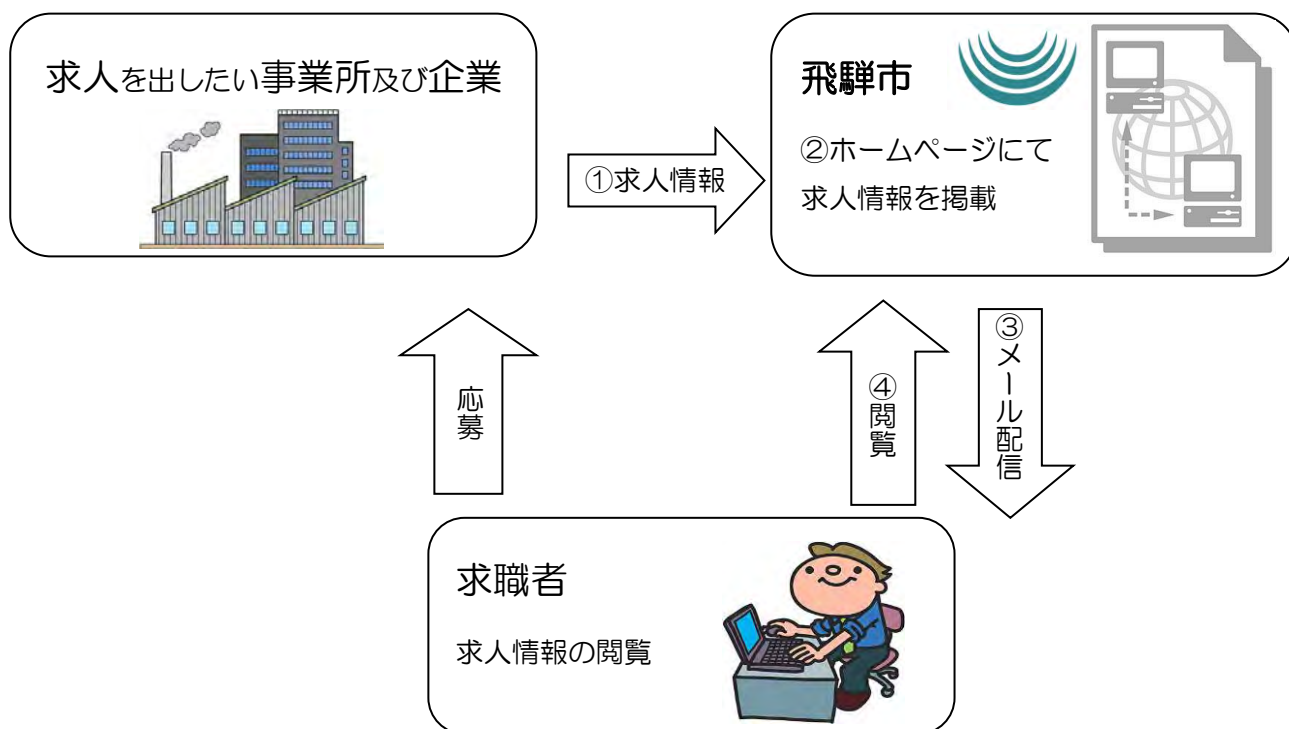 求人を出したい事業所及び企業
①求人情報
飛騨市
②ホームページにて
求人情報を掲載
応募
④閲覧
③メール配信
求職者
求人情報の閲覧